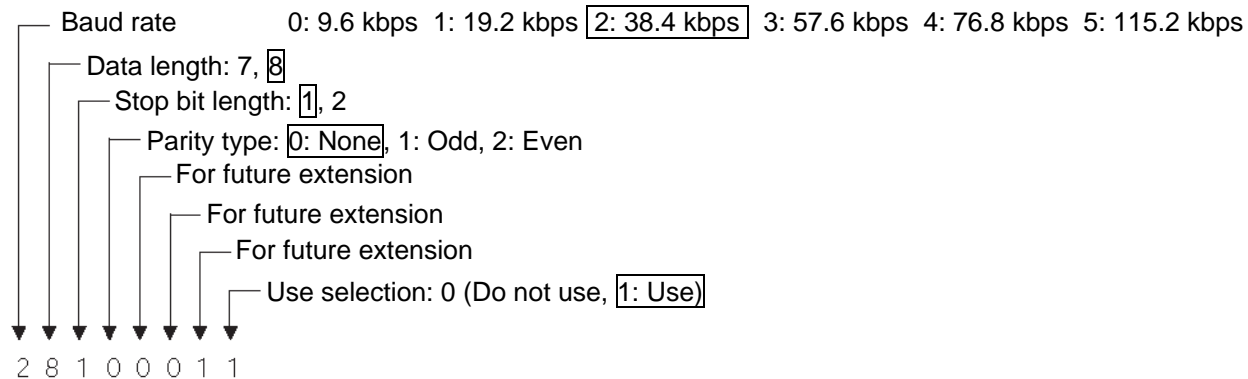 Baud rate 0: 9.6 kbps 1: 19.2 kbps 2: 38.4 kbps 3: 57.6 kbps 4: 76.8 kbps 5: 115.2 kbps
Data length: 7, 8
Stop bit length: 1, 2
Parity type: 0: None, 1: Odd, 2: Even
For future extension
For future extension
For future extension
Use selection: 0 (Do not use, 1: Use)
2 8 1 0 0 0 1 1